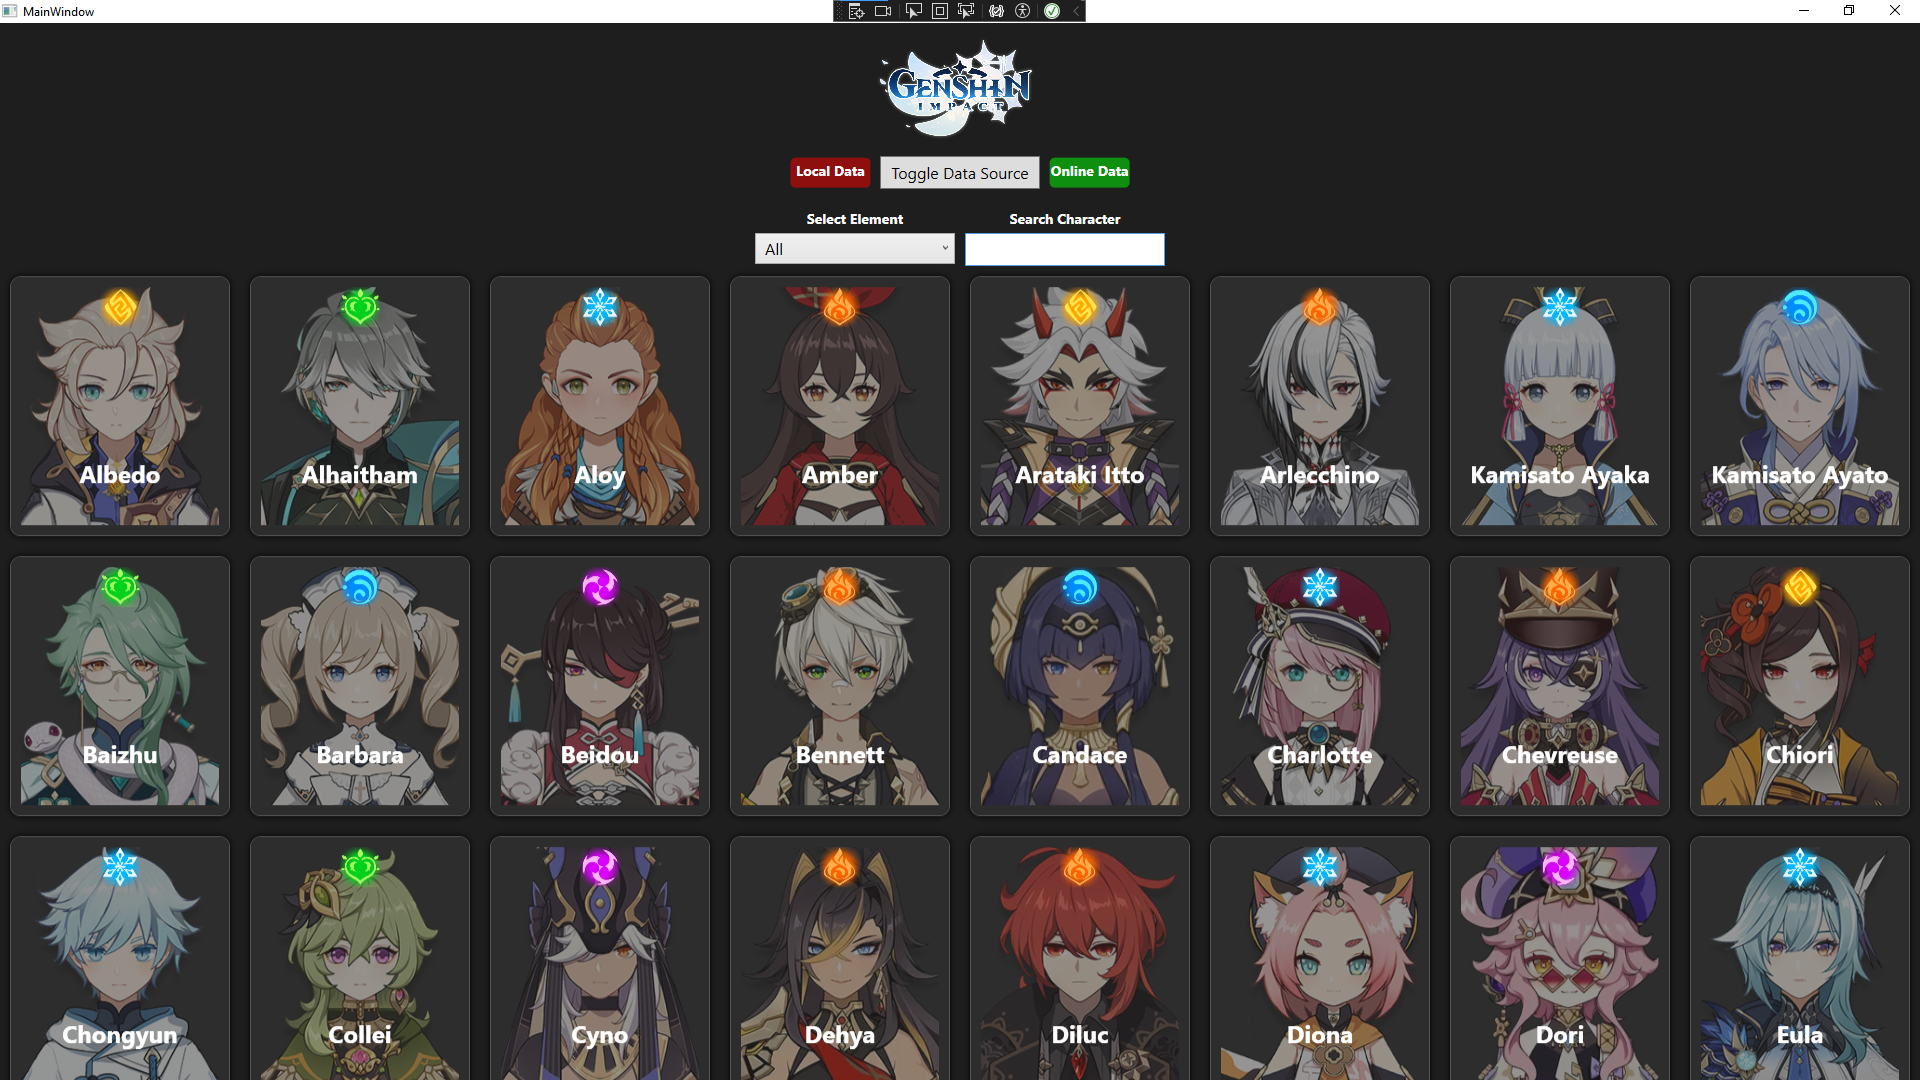 MainWindow
GENSHIN
IMPACT
Local Data
Toggle Data Source
Online Data
Select Element
Search Character
All
Albedo
Alhaitham
Aloy
Amber
Arataki Itto
Arlecchino
Kamisato Ayaka
Kamisato Ayato
Baizhu
Barbara
Beidou
Bennett
Candace
Charlotte
Chevreuse
Chiori
Chongyun
Collei
Cyno
Dehya
Diluc
Diona
Dori
Eula